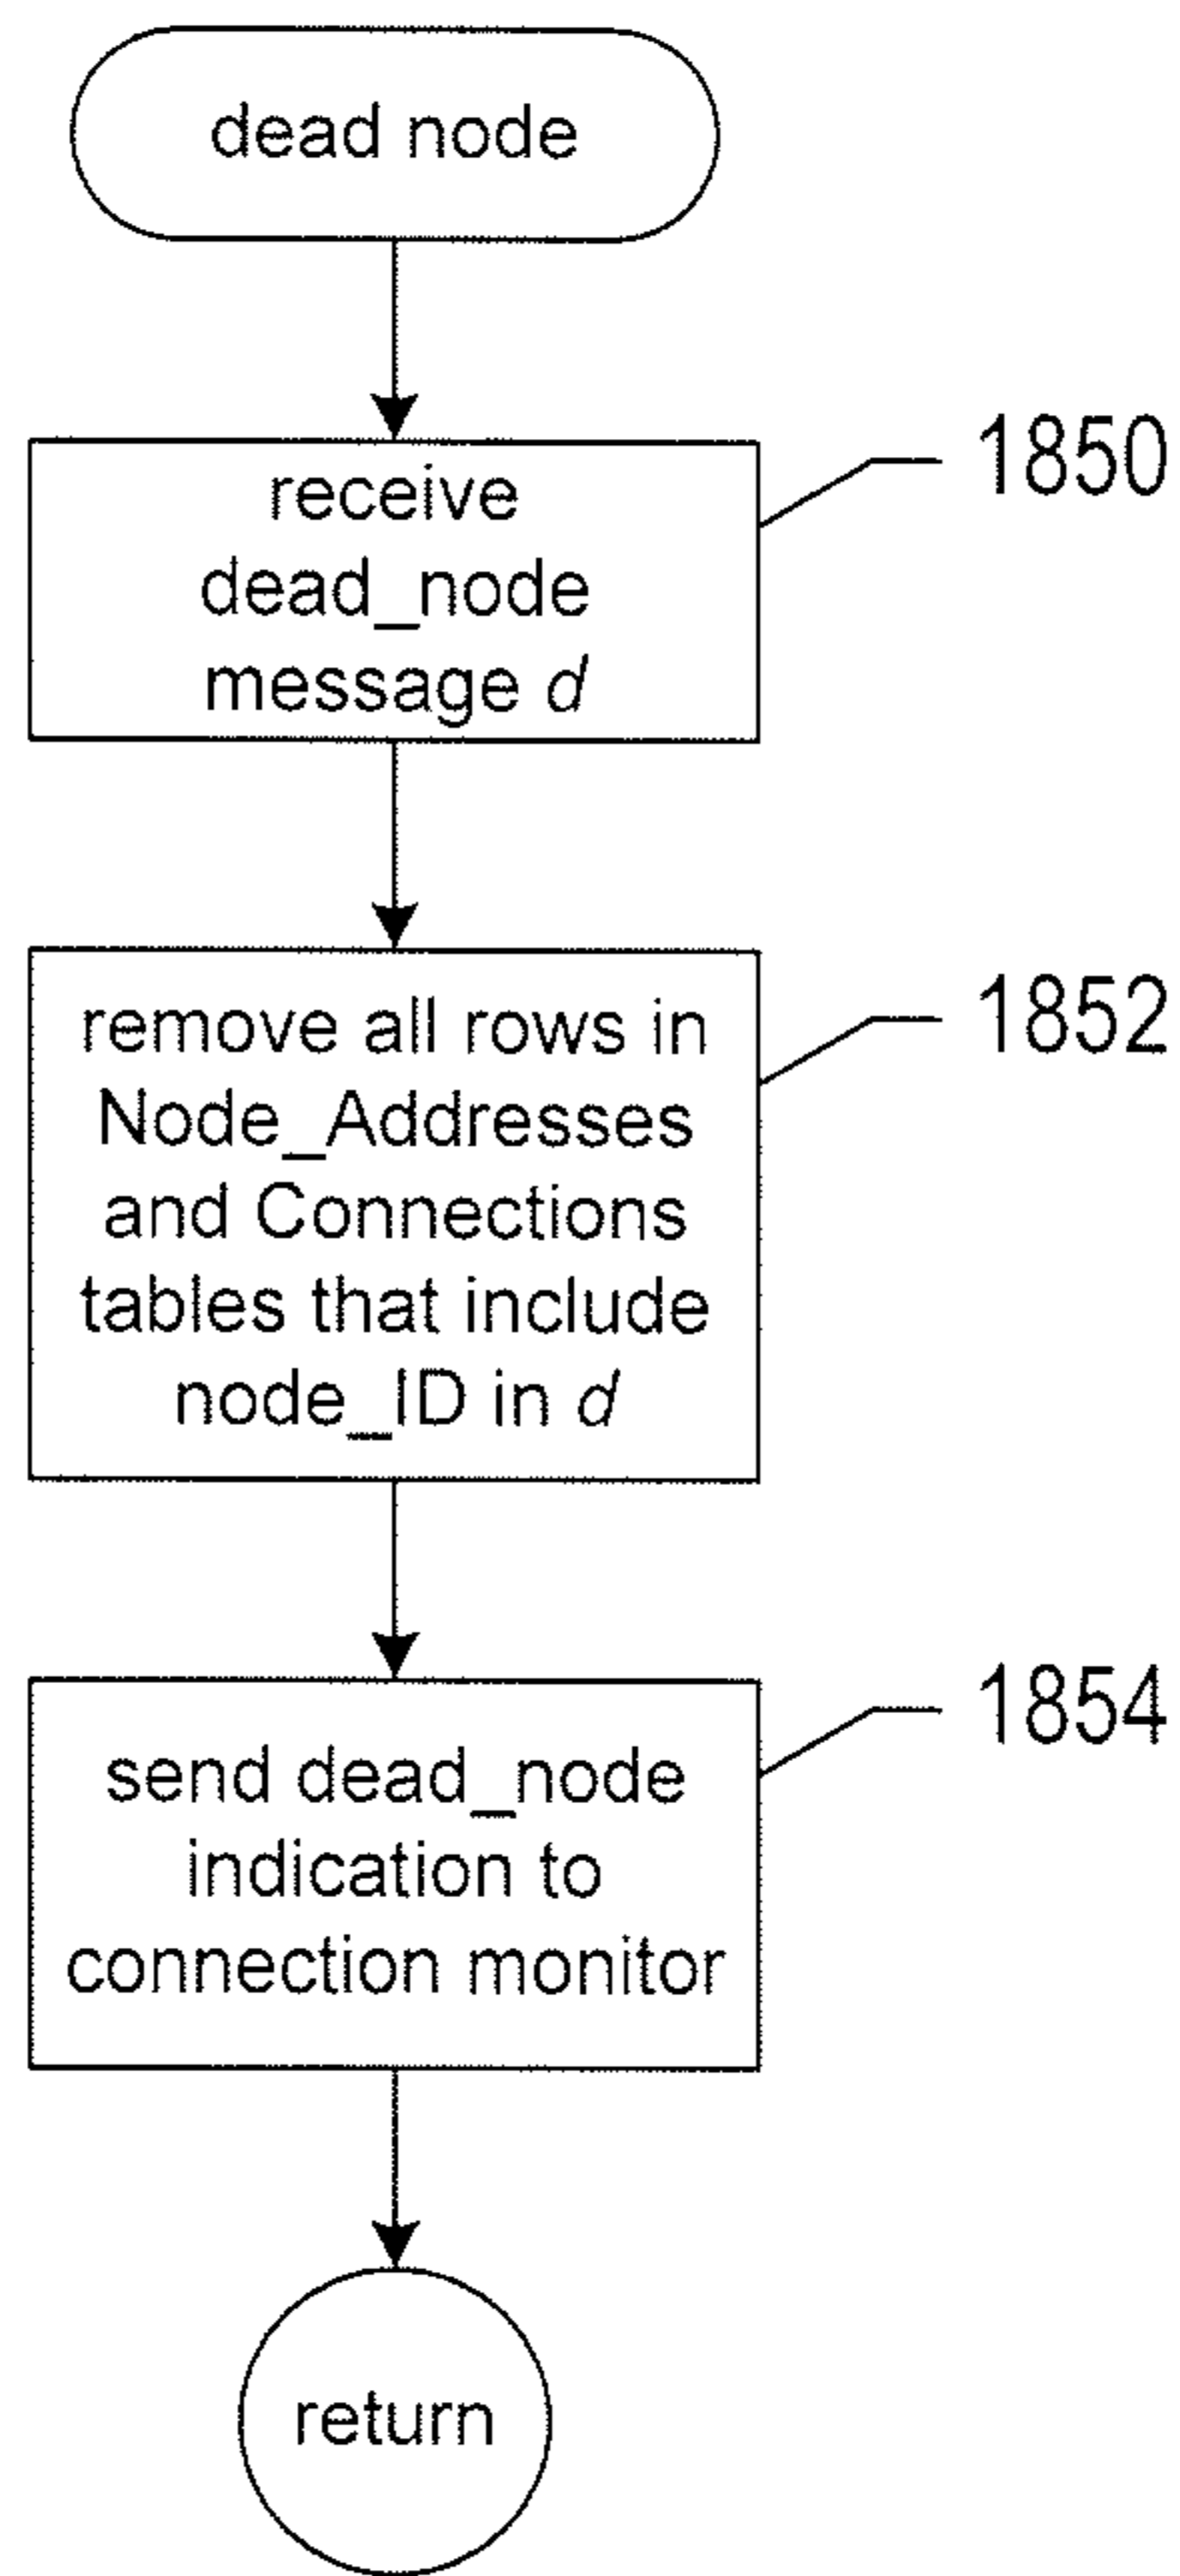 dead node
1850
receive
dead_node
message d
1852
remove all rows in
Node_Addresses
and Connections
tables that include
node_ID in d
1854
send dead_node
indication to
connection monitor
return